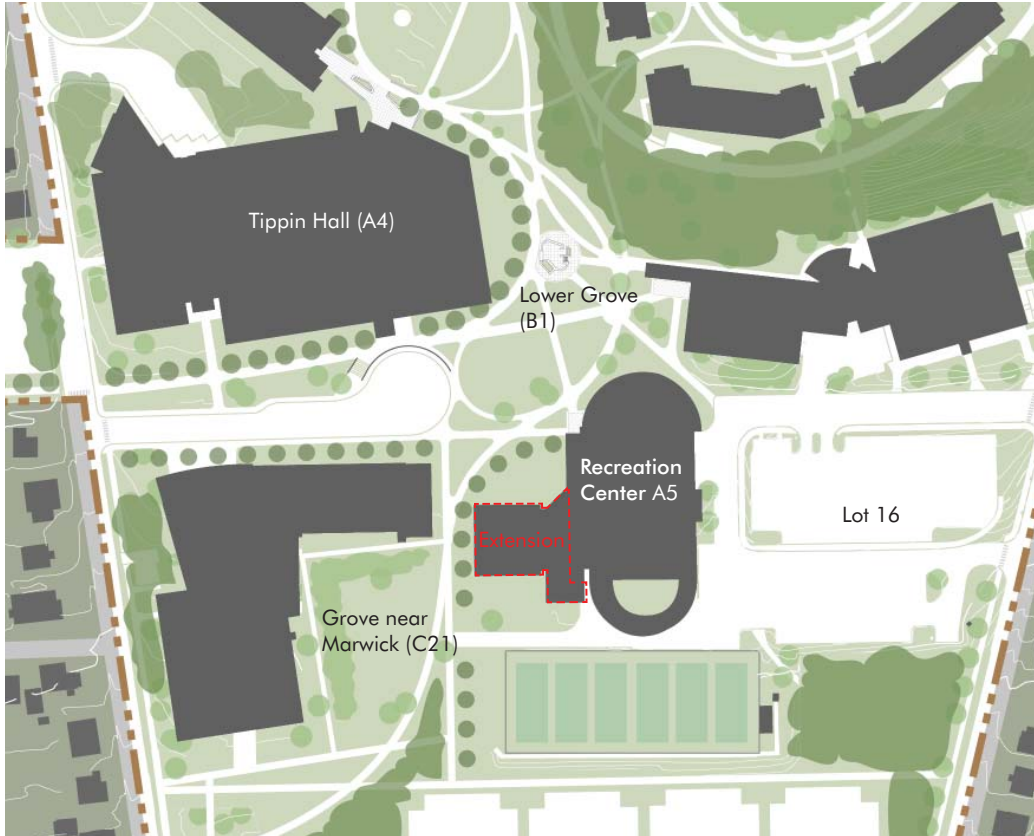 Tippin Hall (A4)
Lower Grove
(B1)
Recreation
Center A5
Lot 16
Extension
Grove near
Marwick (C21)